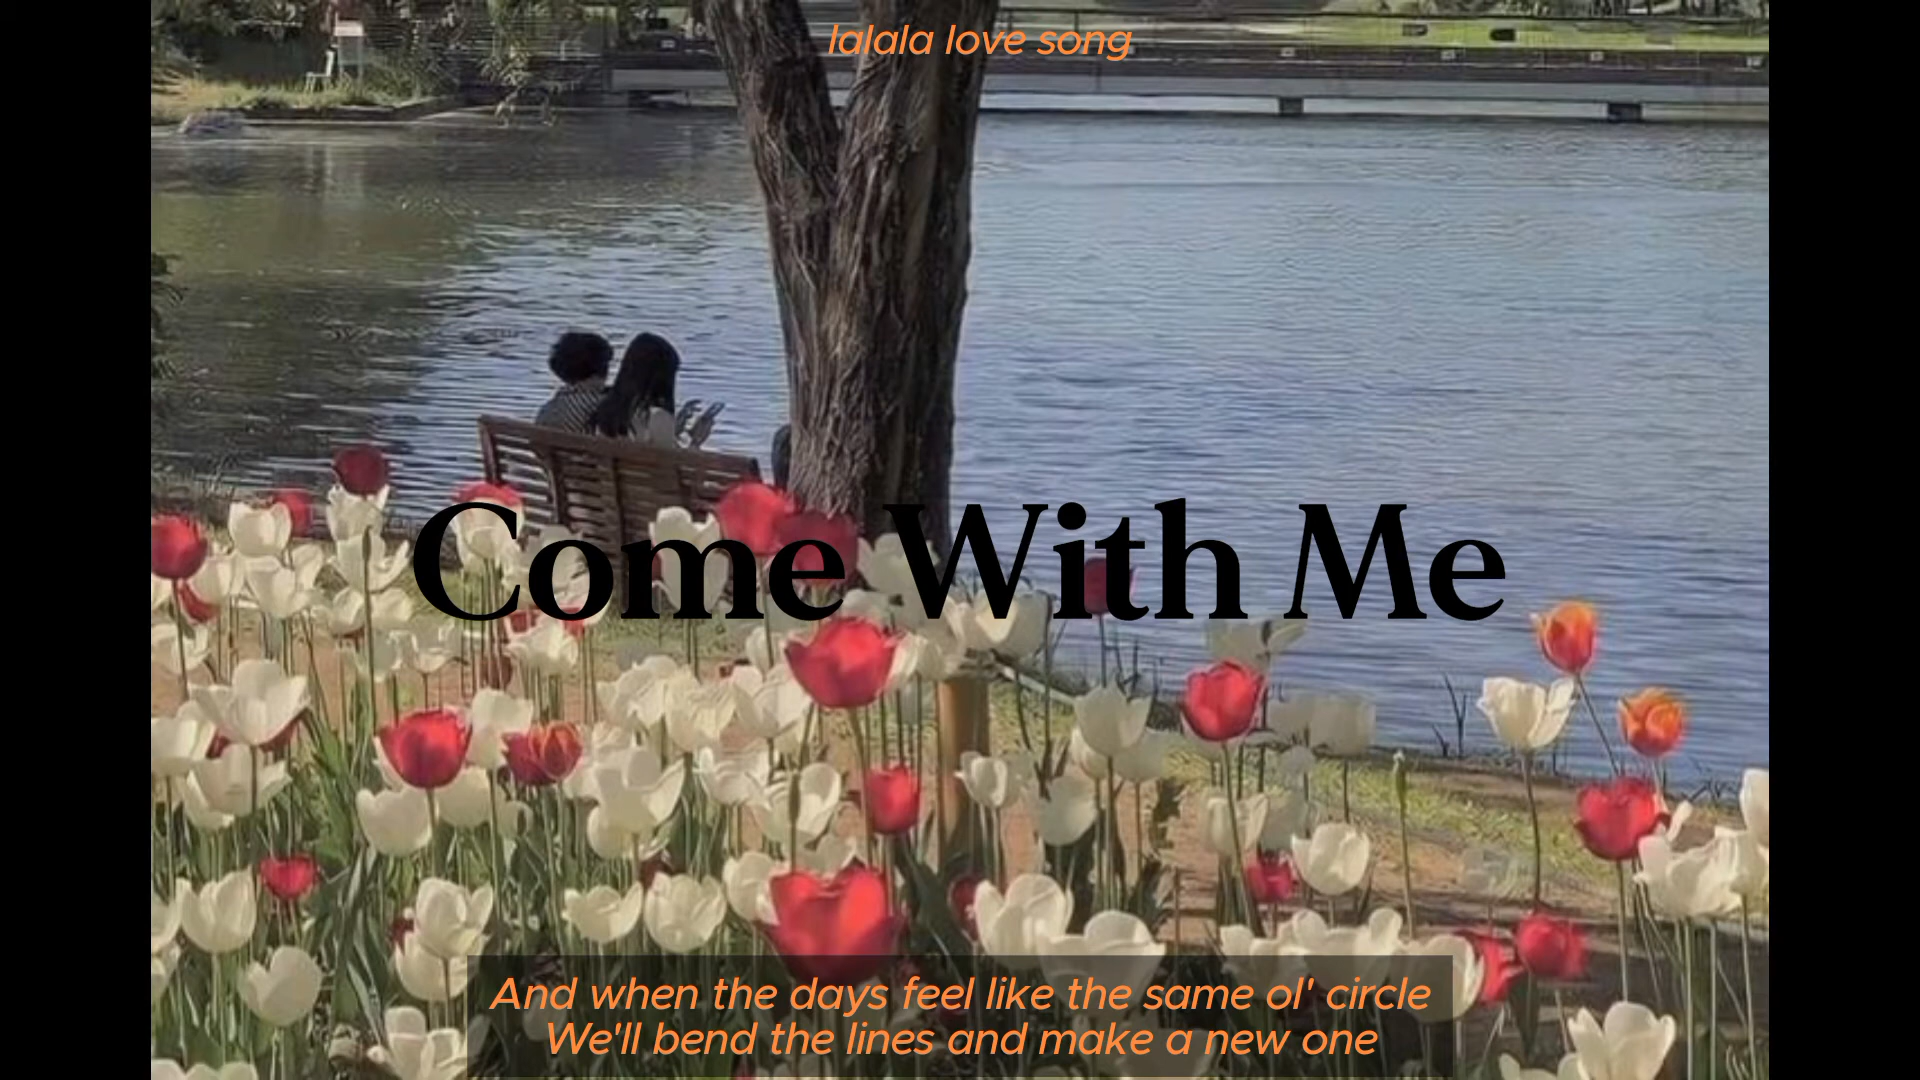 lalala love song
Come With Me
And when the days feel like the same ol' circle
We'll bend the lines and make a new one